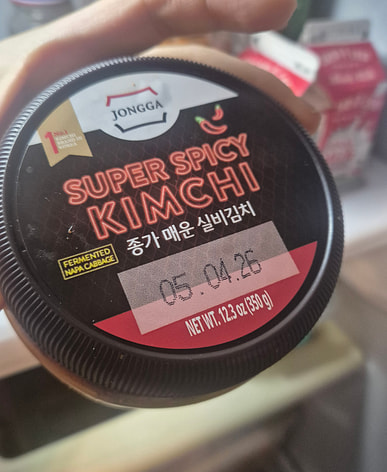 JONGGA
SUPER SPICY
KIMCHI
종가 매운 실비김치
FERMENTED
NAPA CABBAGE
05.04.26
NET WT. 12.3 oz (350 g)